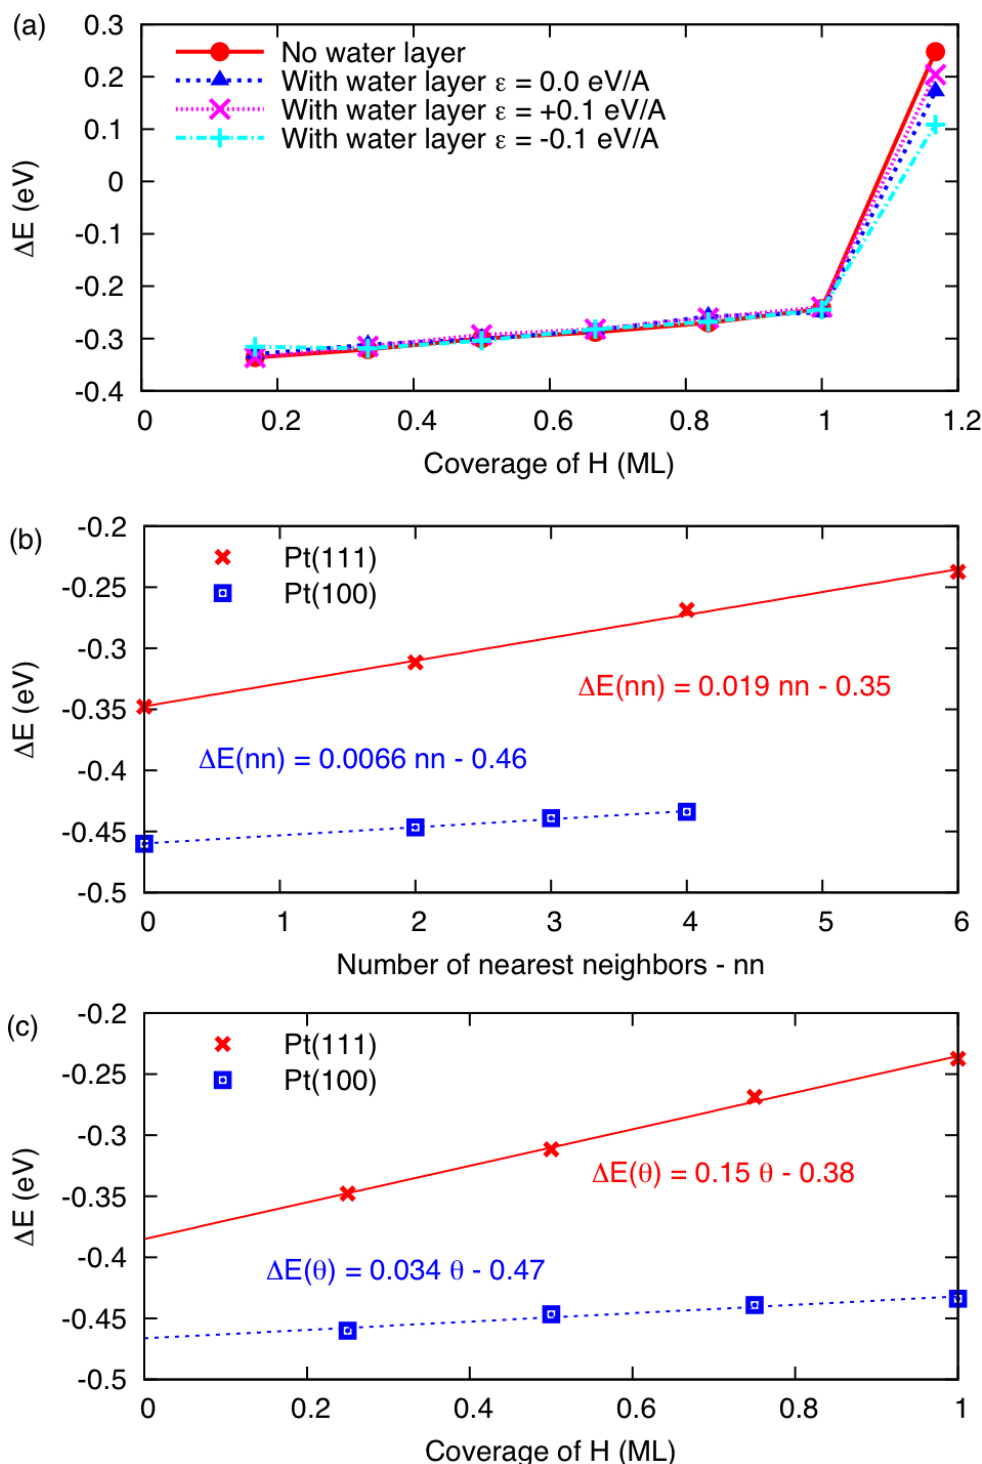 (a)
0.3
0.2
0.1
0
-0.1
-0.2
-0.3
-0.4
ΔE (eV)
No water layer
With water layer ε = 0.0 eV/A
With water layer ε = +0.1 eV/A
With water layer ε = -0.1 eV/A
0 0.2 0.4 0.6 0.8 1 1.2
Coverage of H (ML)
(b)
-0.2
-0.25
-0.3
-0.35
-0.4
-0.45
-0.5
ΔE (eV)
Pt(111)
Pt(100)
ΔE(nn) = 0.019 nn - 0.35
ΔE(nn) = 0.0066 nn - 0.46
0 1 2 3 4 5 6
Number of nearest neighbors - nn
(c)
-0.2
-0.25
-0.3
-0.35
-0.4
-0.45
-0.5
ΔE (eV)
Pt(111)
Pt(100)
ΔE(θ) = 0.15 θ - 0.38
ΔE(θ) = 0.034 θ - 0.47
0 0.2 0.4 0.6 0.8 1
Coverage of H (ML)